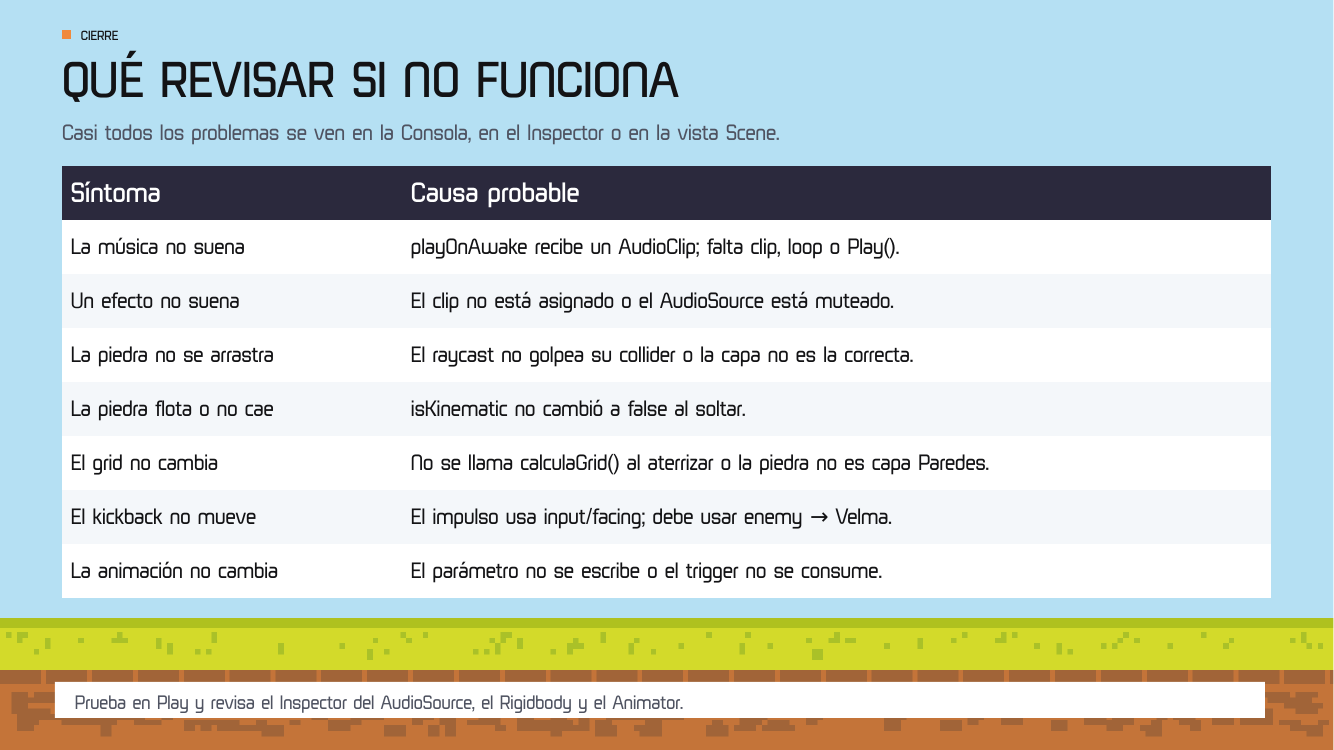 CIERRE
QUÉ REVISAR SI NO FUNCIONA
Casi todos los problemas se ven en la Consola, en el Inspector o en la vista Scene.
Síntoma Causa probable
La música no suena playOnAwake recibe un AudioClip; falta clip, loop o Play().
Un efecto no suena El clip no está asignado o el AudioSource está muteado.
La piedra no se arrastra El raycast no golpea su collider o la capa no es la correcta.
La piedra flota o no cae isKinematic no cambió a false al soltar.
El grid no cambia No se llama calculaGrid() al aterrizar o la piedra no es capa Paredes.
El kickback no mueve El impulso usa input/facing; debe usar enemy → Velma.
La animación no cambia El parámetro no se escribe o el trigger no se consume.
Prueba en Play y revisa el Inspector del AudioSource, el Rigidbody y el Animator.